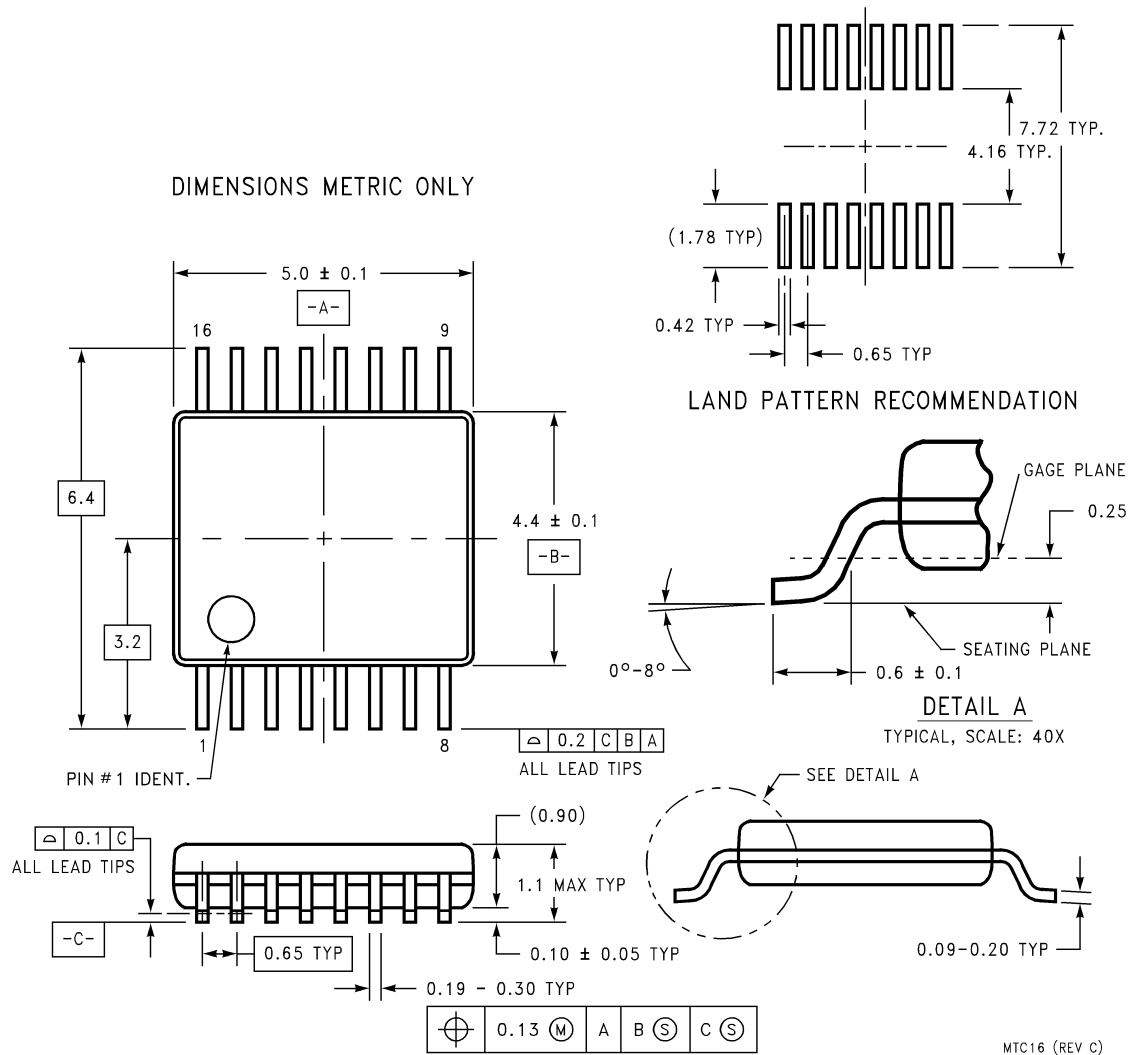 7.72 TYP.
4.16 TYP.
DIMENSIONS METRIC ONLY
(1.78 TYP)
5.0 ± 0.1
-A-
0.42 TYP
16
9
0.65 TYP
LAND PATTERN RECOMMENDATION
GAGE PLANE
6.4
0.25
4.4 ± 0.1
-B-
3.2
SEATING PLANE
0°-8°
0.6 ± 0.1
DETAIL A
TYPICAL, SCALE: 40X
1
8
⌓ 0.2 C B A
ALL LEAD TIPS
PIN #1 IDENT.
SEE DETAIL A
(0.90)
⌓ 0.1 C
ALL LEAD TIPS
1.1 MAX TYP
-C-
0.65 TYP
0.10 ± 0.05 TYP
0.09-0.20 TYP
0.19 - 0.30 TYP
⌖ 0.13 Ⓜ A B Ⓢ C Ⓢ
MTC16 (REV C)